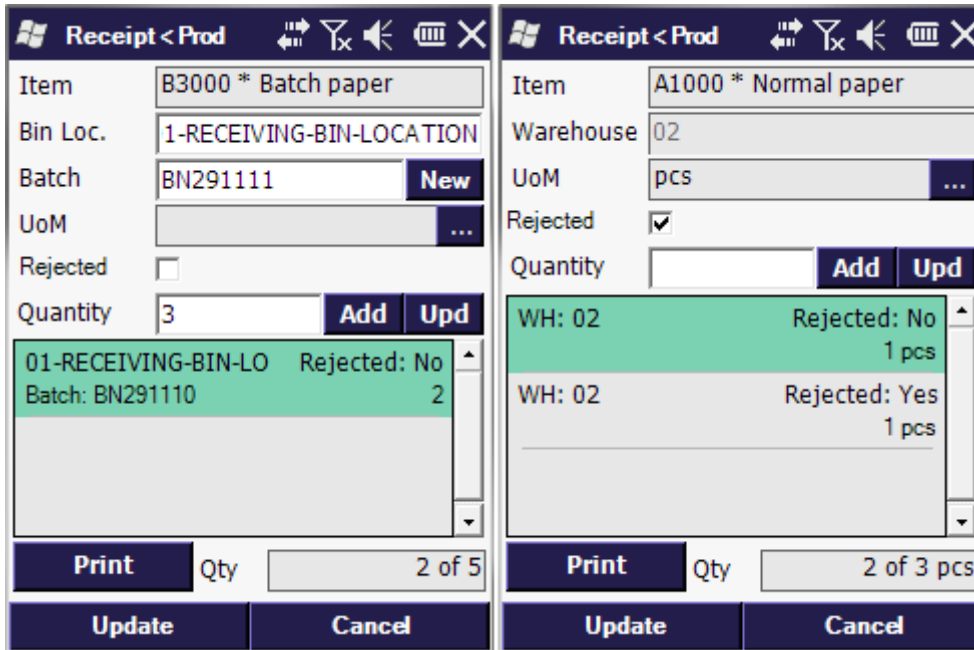 Receipt < Prod
Item B3000 * Batch paper
Bin Loc. 1-RECEIVING-BIN-LOCATION
Batch BN291111 New
UoM ...
Rejected
Quantity 3 Add Upd
01-RECEIVING-BIN-LO Rejected: No
Batch: BN291110 2
Print Qty 2 of 5
Update Cancel
Receipt < Prod
Item A1000 * Normal paper
Warehouse 02
UoM pcs ...
Rejected
Quantity Add Upd
WH: 02 Rejected: No
1 pcs
WH: 02 Rejected: Yes
1 pcs
Print Qty 2 of 3 pcs
Update Cancel